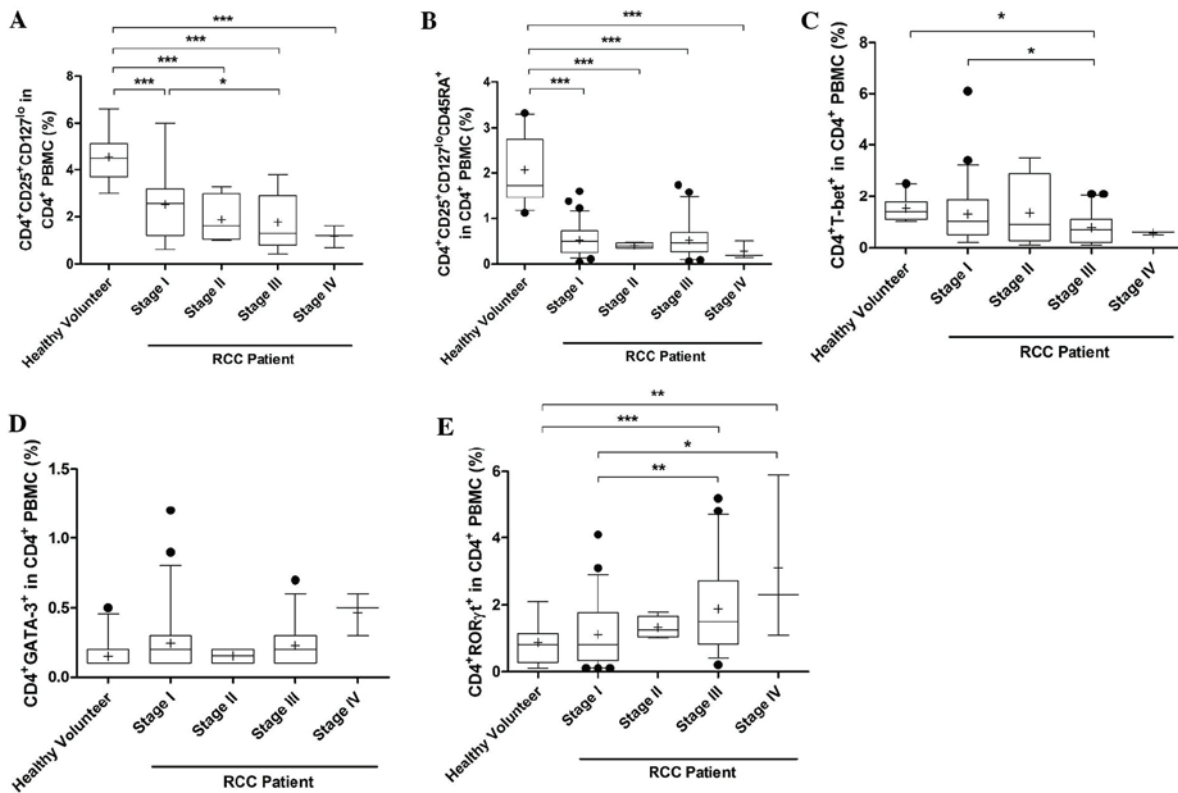 A
***
***
***
***
*
CD4⁺CD25⁺CD127ˡᵒ in
CD4⁺ PBMC (%)
8
6
4
2
0
Healthy Volunteer
Stage I
Stage II
Stage III
Stage IV
RCC Patient
B
***
***
***
***
CD4⁺CD25⁺CD127ˡᵒCD45RA⁺
in CD4⁺ PBMC (%)
4
3
2
1
0
Healthy Volunteer
Stage I
Stage II
Stage III
Stage IV
RCC Patient
C
*
*
CD4⁺T-bet⁺ in CD4⁺ PBMC (%)
8
6
4
2
0
Healthy Volunteer
Stage I
Stage II
Stage III
Stage IV
RCC Patient
D
CD4⁺GATA-3⁺ in CD4⁺ PBMC (%)
1.5
1.0
0.5
0.0
Healthy Volunteer
Stage I
Stage II
Stage III
Stage IV
RCC Patient
E
**
***
*
**
CD4⁺RORγt⁺ in CD4⁺ PBMC (%)
6
4
2
0
Healthy Volunteer
Stage I
Stage II
Stage III
Stage IV
RCC Patient